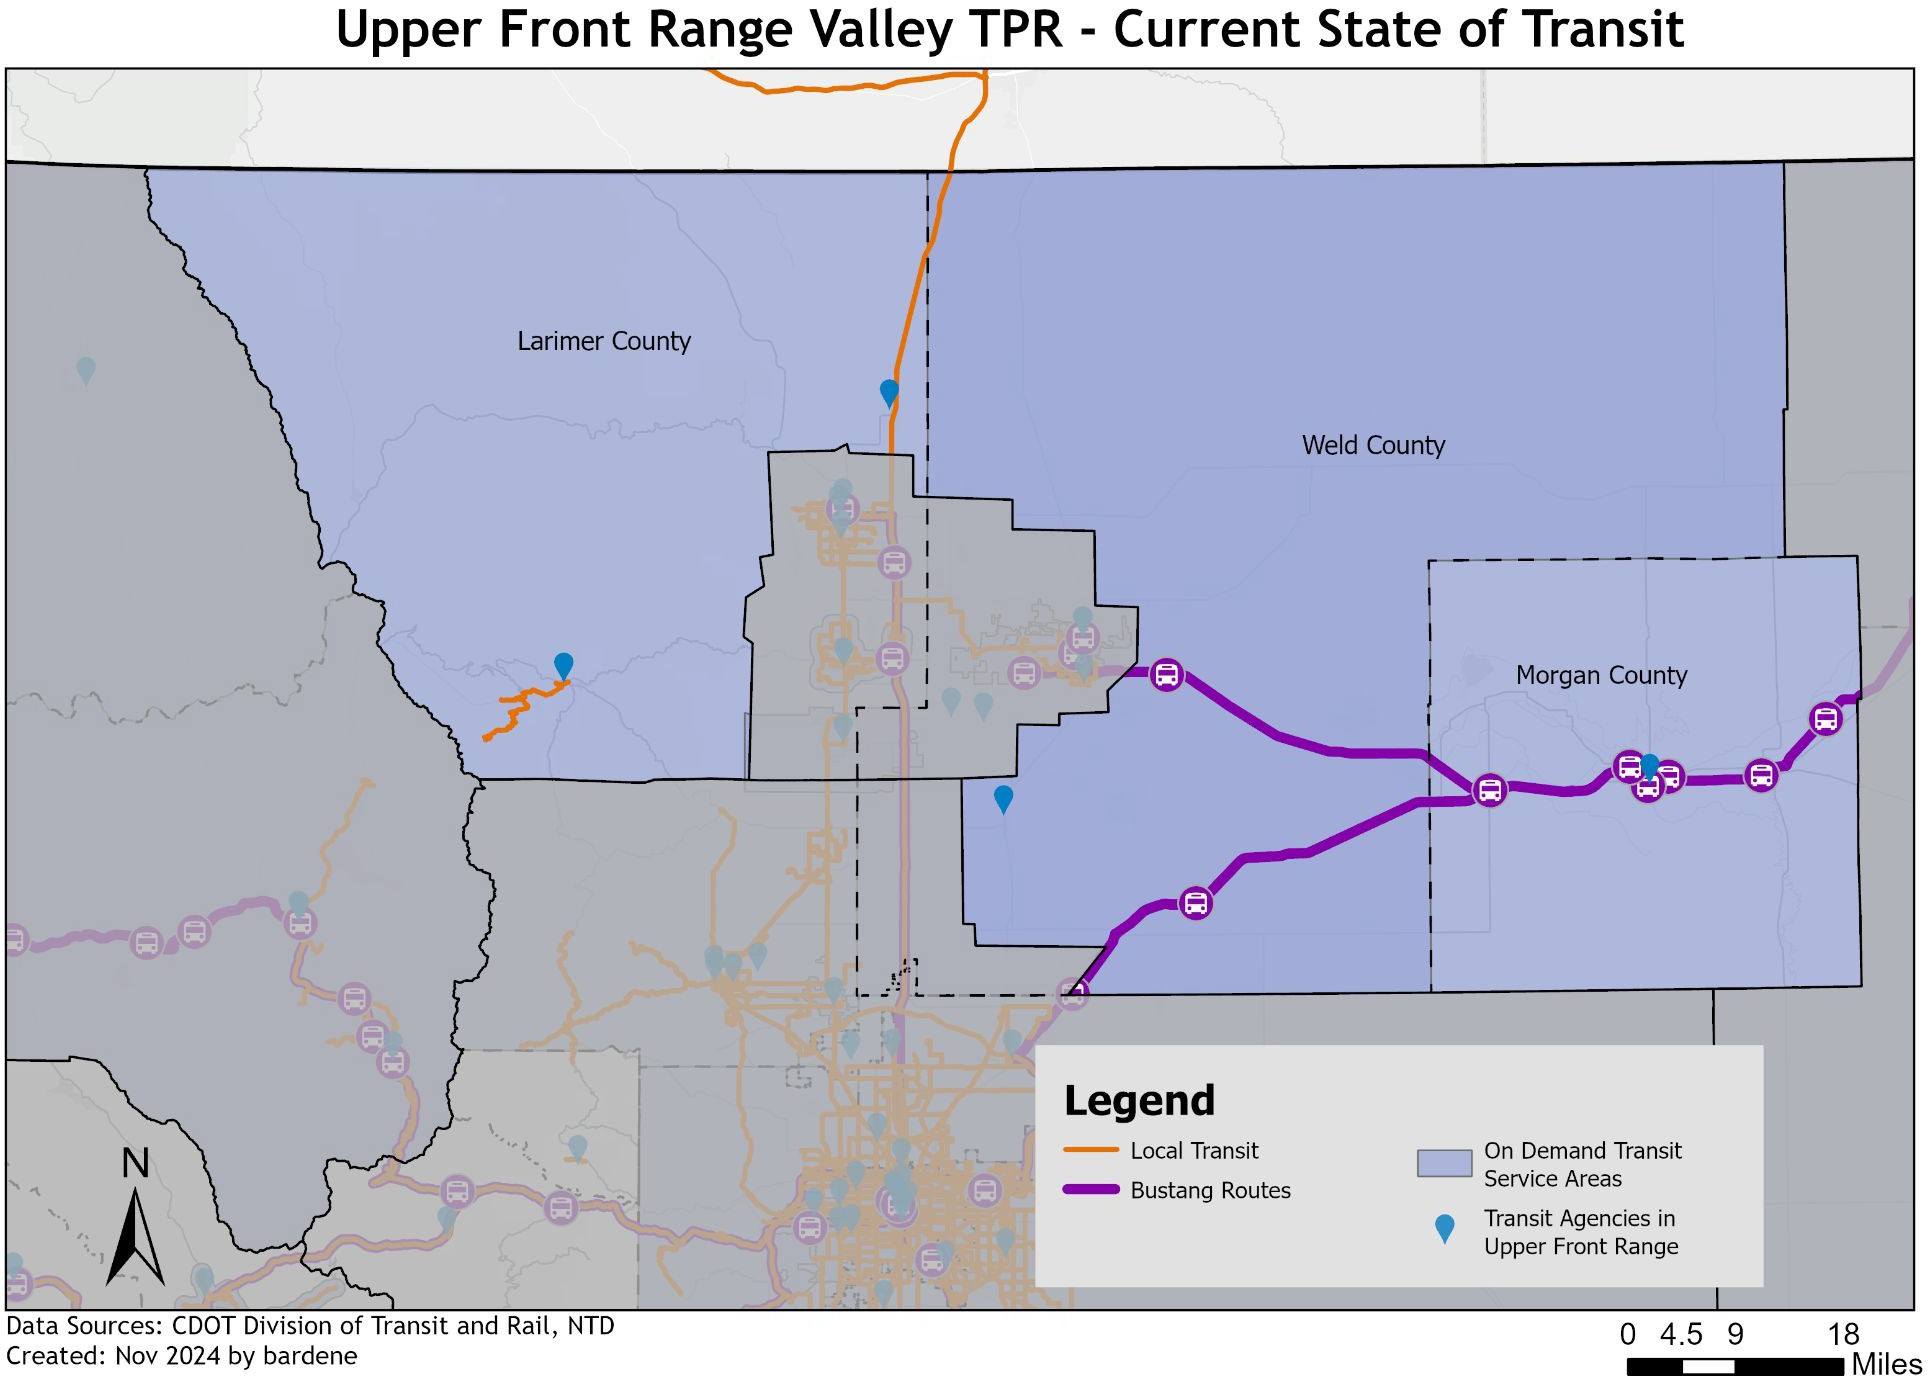 Upper Front Range Valley TPR - Current State of Transit
Larimer County
Weld County
Morgan County
N
Legend
Local Transit
Bustang Routes
On Demand Transit
Service Areas
Transit Agencies in
Upper Front Range
Data Sources: CDOT Division of Transit and Rail, NTD
Created: Nov 2024 by bardene
0 4.5 9 18
Miles